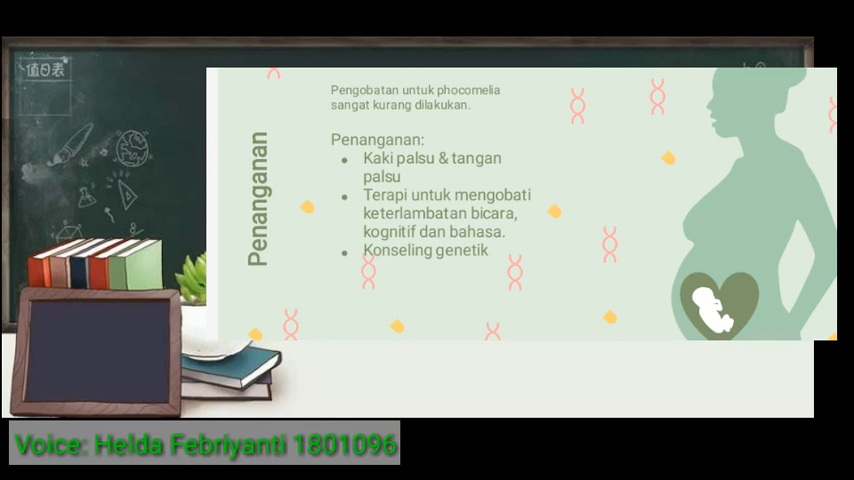 值日表
Pengobatan untuk phocomelia
sangat kurang dilakukan.
Penanganan
Penanganan:
● Kaki palsu & tangan
palsu
● Terapi untuk mengobati
keterlambatan bicara,
kognitif dan bahasa.
● Konseling genetik
Voice: Helda Febriyanti 1801096